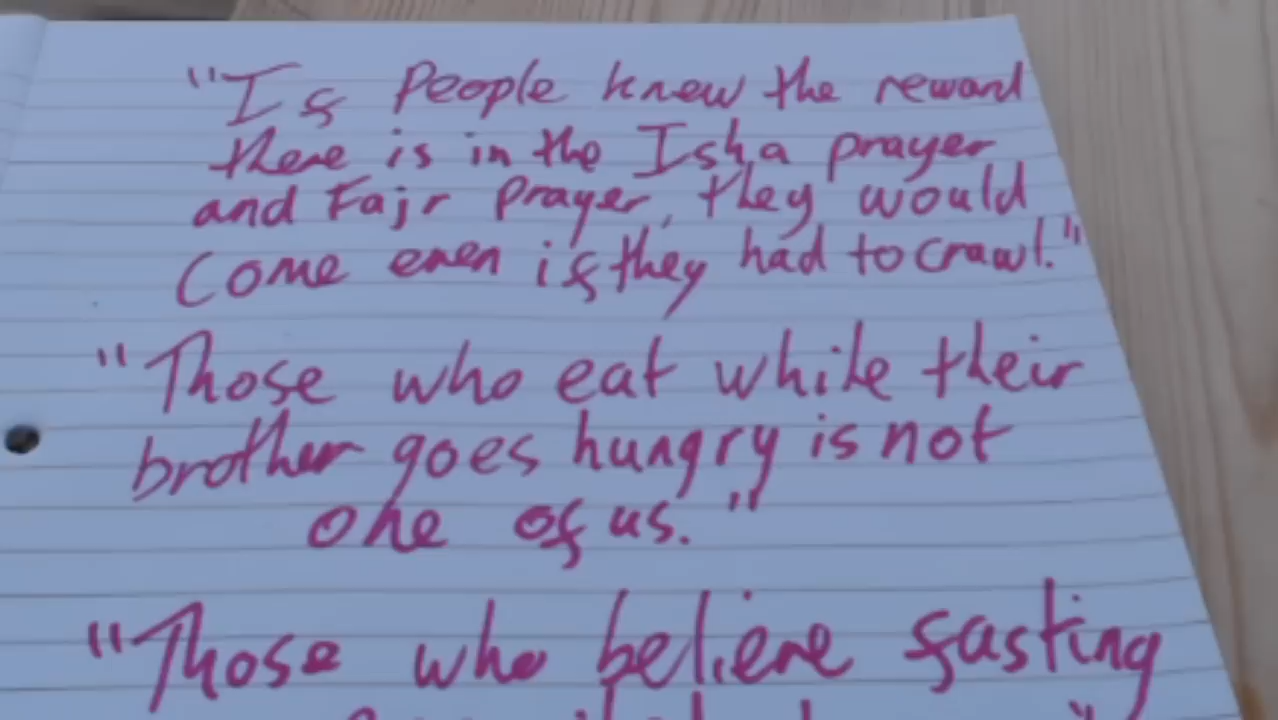 "If People knew the reward
there is in the Isha prayer
and Fajr Prayer, they would
Come even if they had to crawl."
"Those who eat while their
brother goes hungry is not
one of us."
"Those who believe fasting